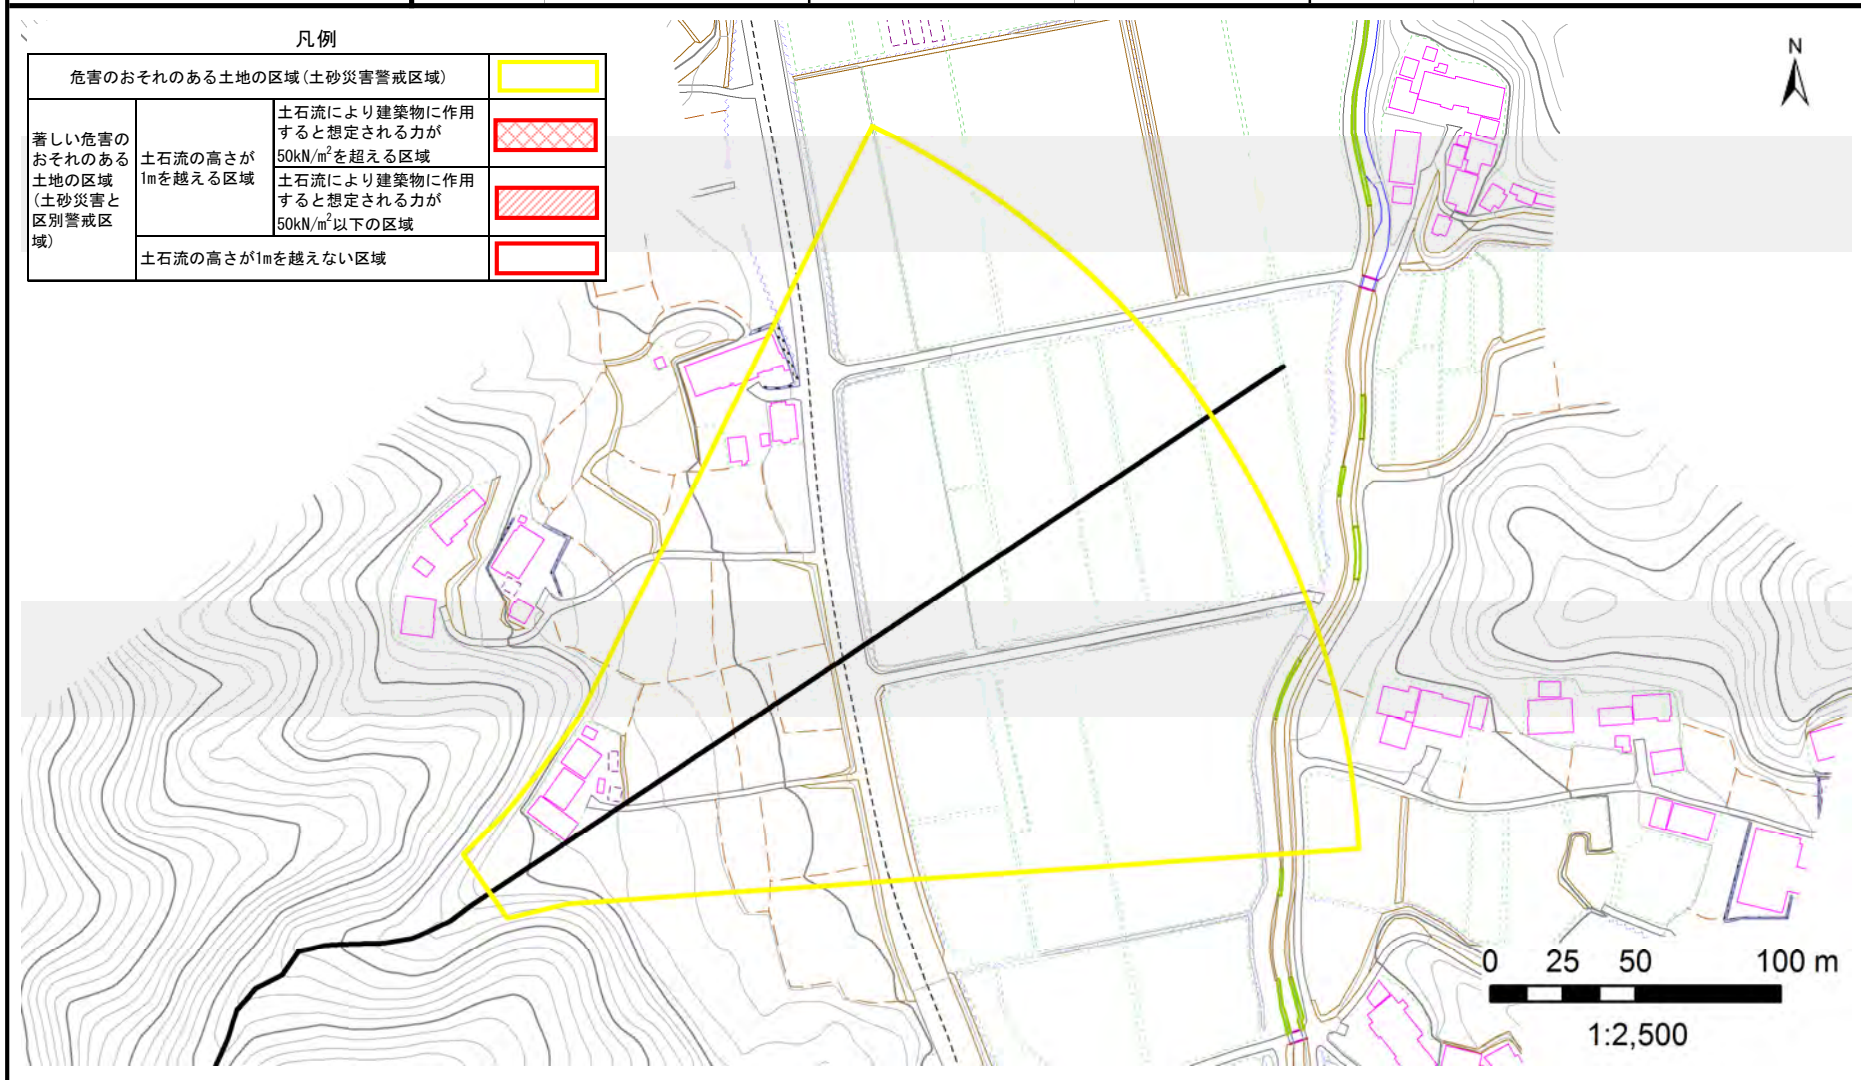 凡例
危害のおそれのある土地の区域(土砂災害警戒区域)
著しい危害の
おそれのある
土地の区域
(土砂災害と
区別警戒区
域)
土石流の高さが
1mを越える区域
土石流により建築物に作用
すると想定される力が
50kN/m²を超える区域
土石流により建築物に作用
すると想定される力が
50kN/m²以下の区域
土石流の高さが1mを越えない区域
N
0 25 50 100 m
1:2,500